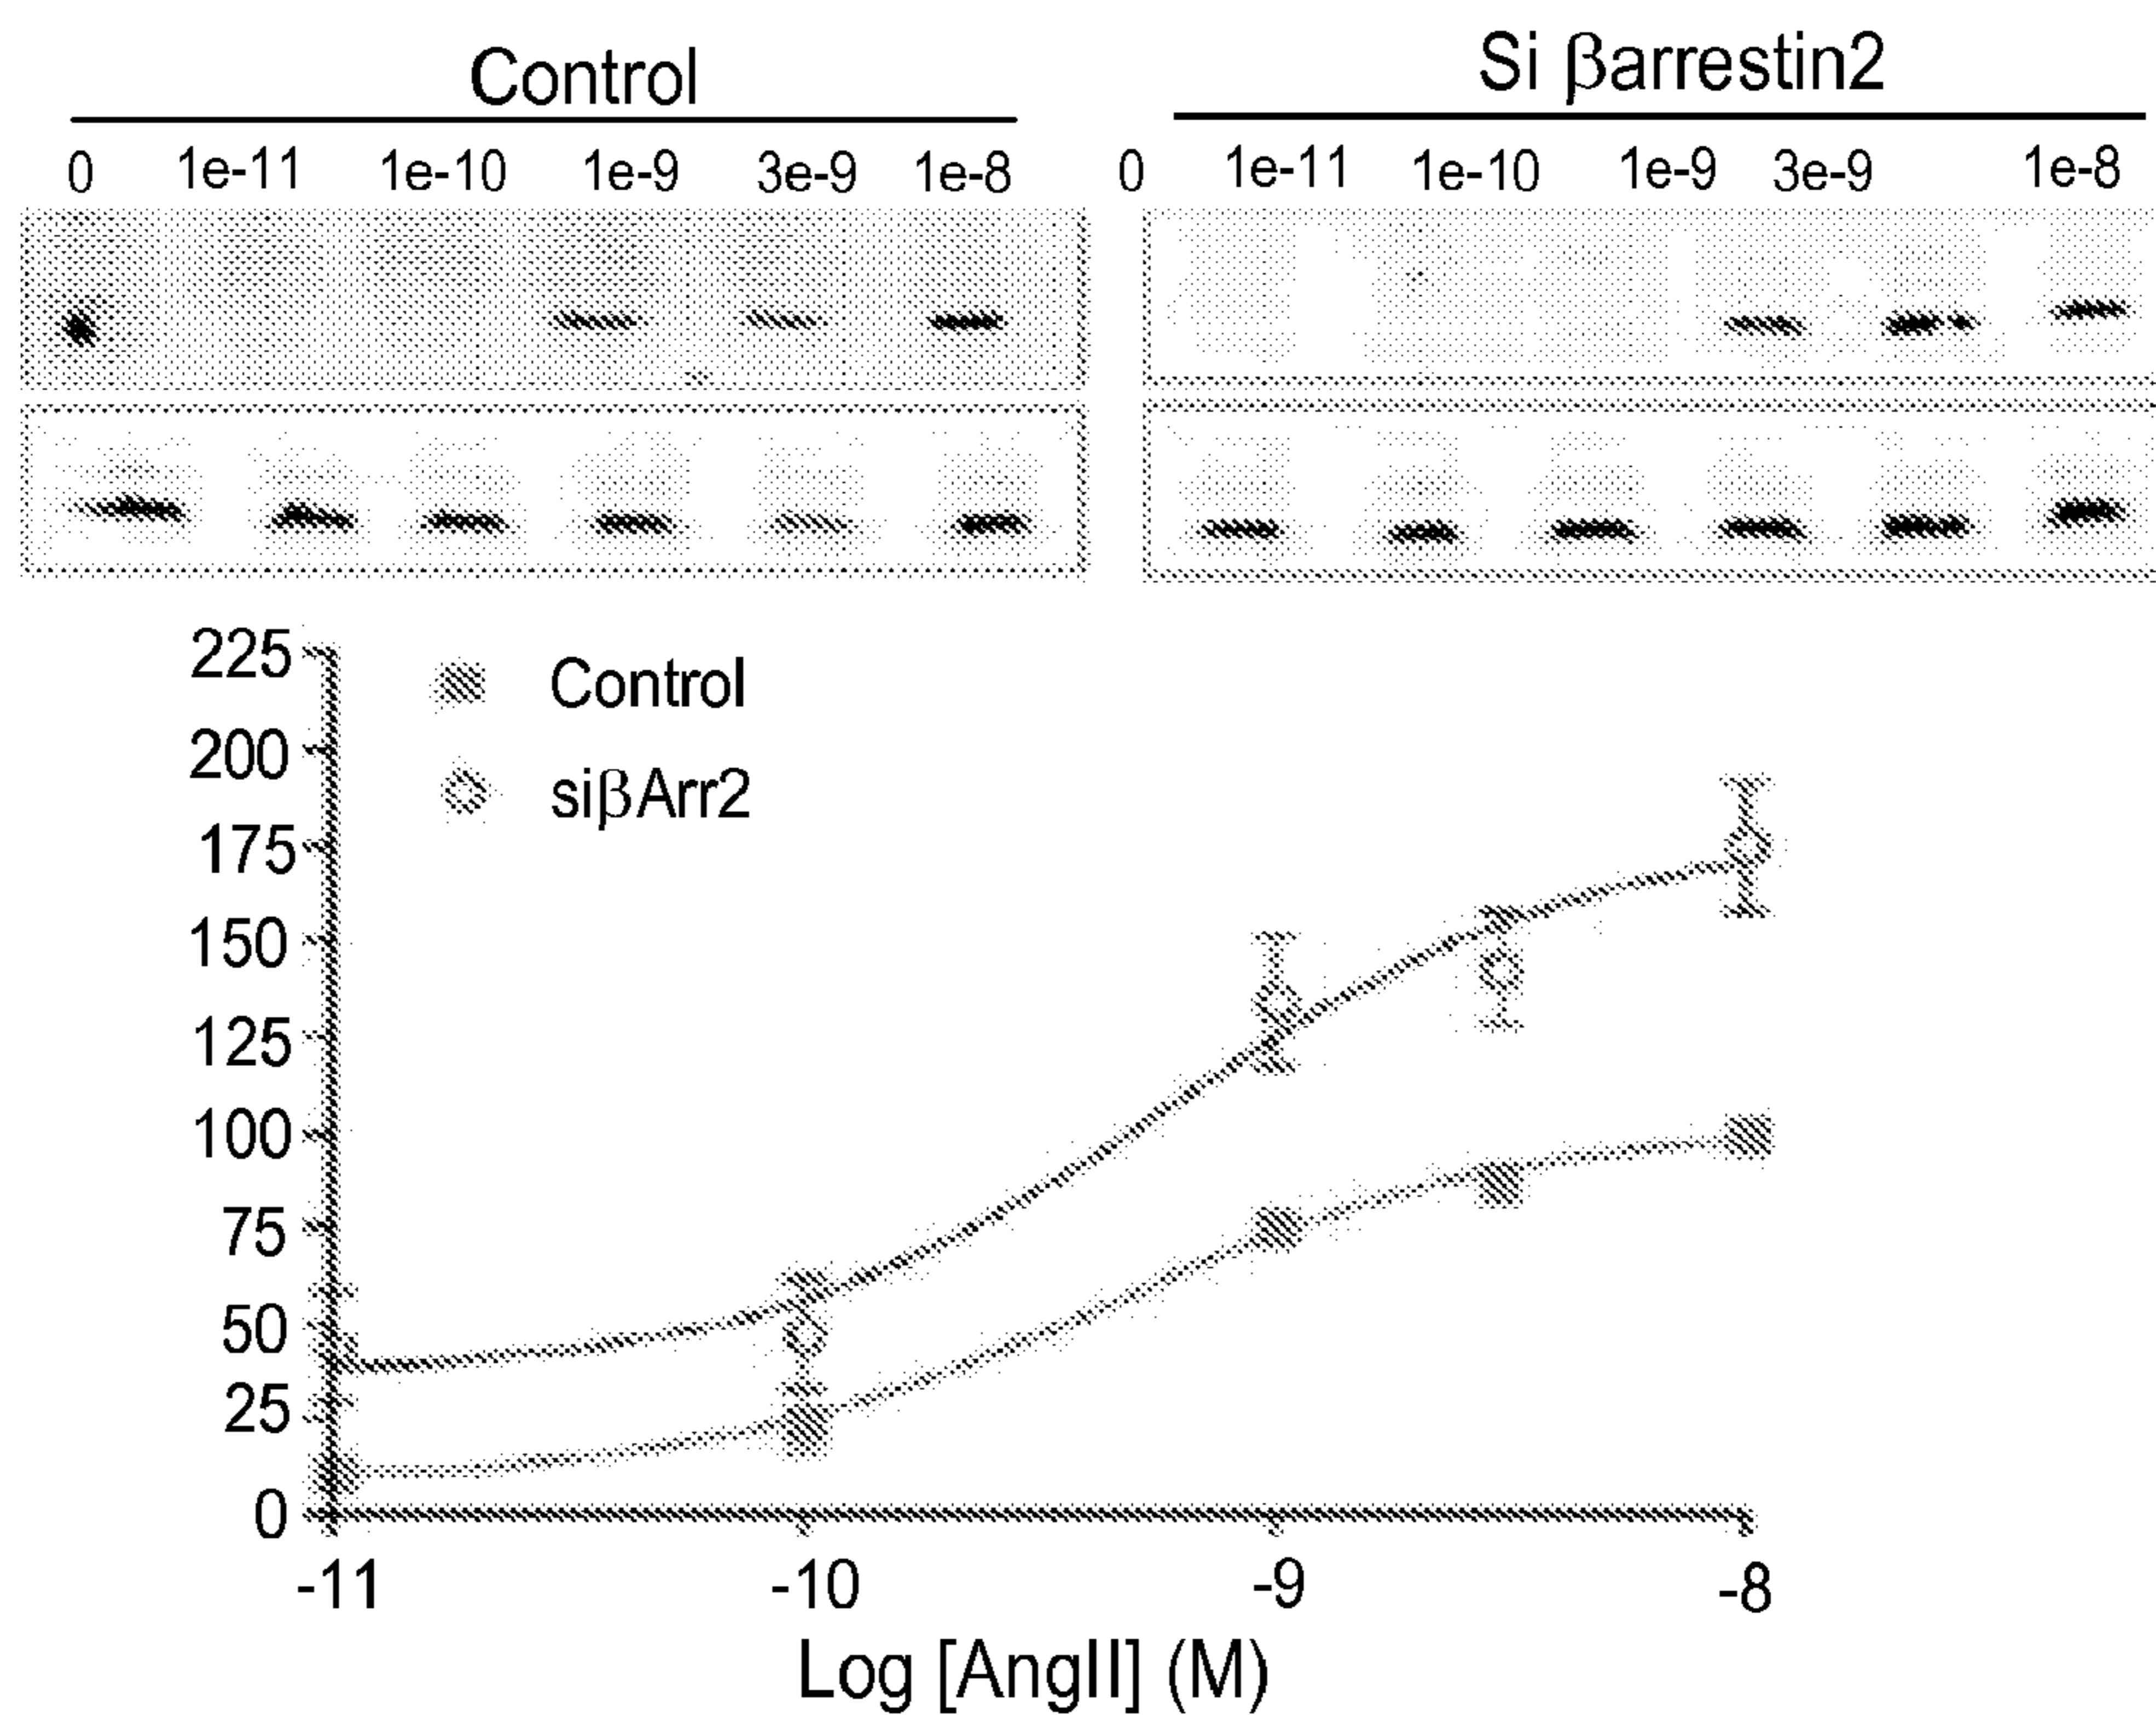 Control
Si βarrestin2
0 1e-11 1e-10 1e-9 3e-9 1e-8
0 1e-11 1e-10 1e-9 3e-9 1e-8
225
200
175
150
125
100
75
50
25
0
Control
siβArr2
-11 -10 -9 -8
Log [AngII] (M)